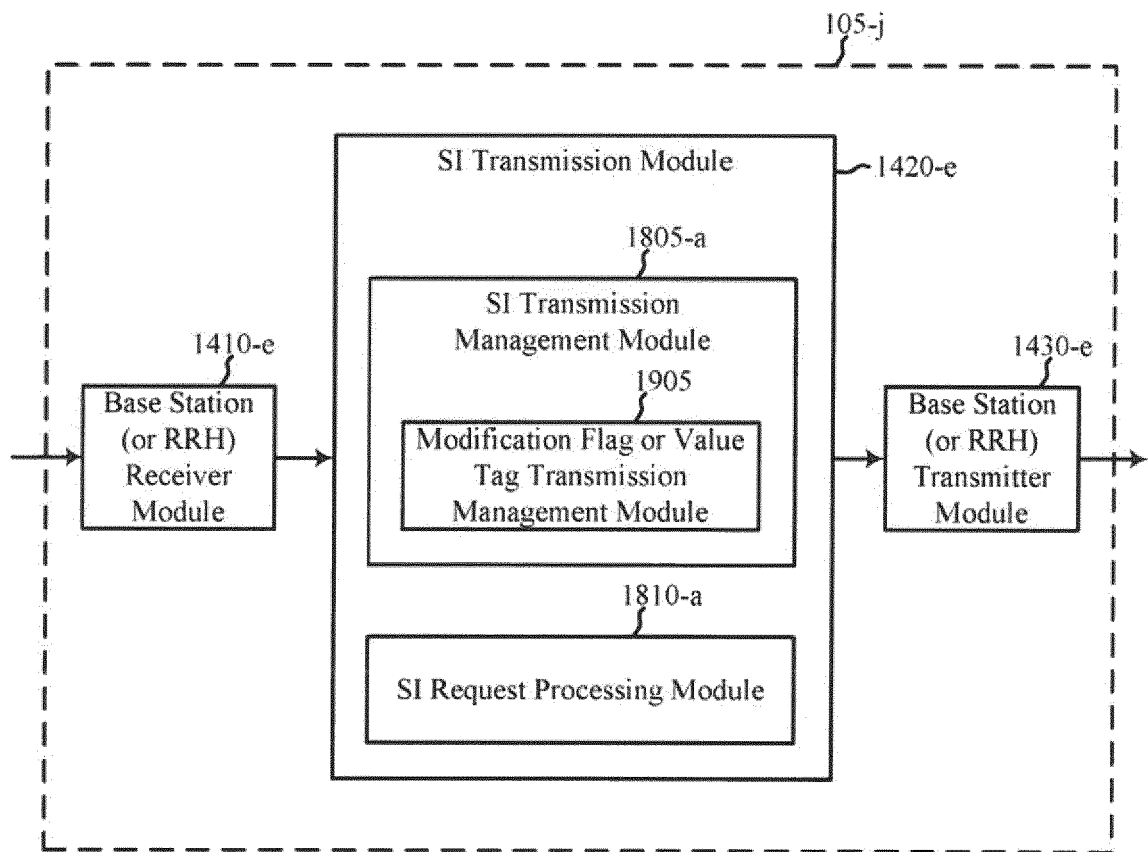 105-j
SI Transmission Module
1420-e
1805-a
SI Transmission
Management Module
1410-e
1430-e
1905
Base Station
(or RRH)
Receiver
Module
Modification Flag or Value
Tag Transmission
Management Module
Base Station
(or RRH)
Transmitter
Module
1810-a
SI Request Processing Module